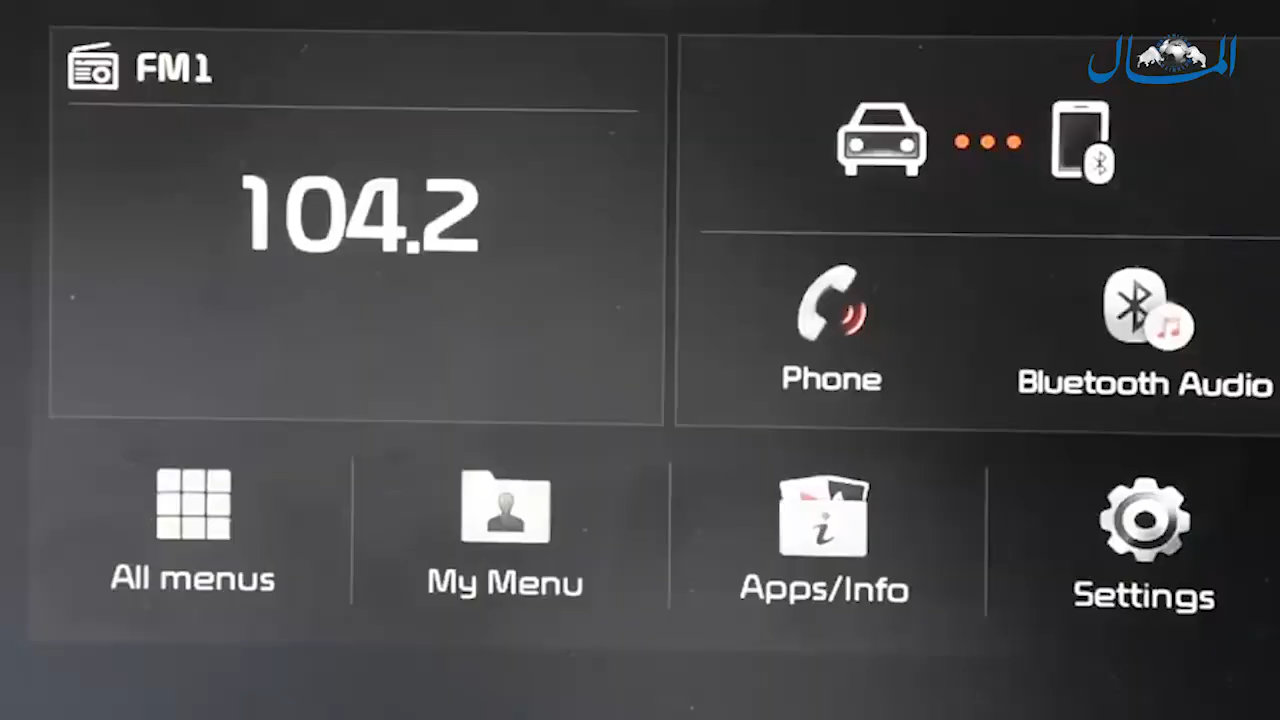 المال
FM1
104.2
Phone
Bluetooth Audio
All menus
My Menu
Apps/Info
Settings